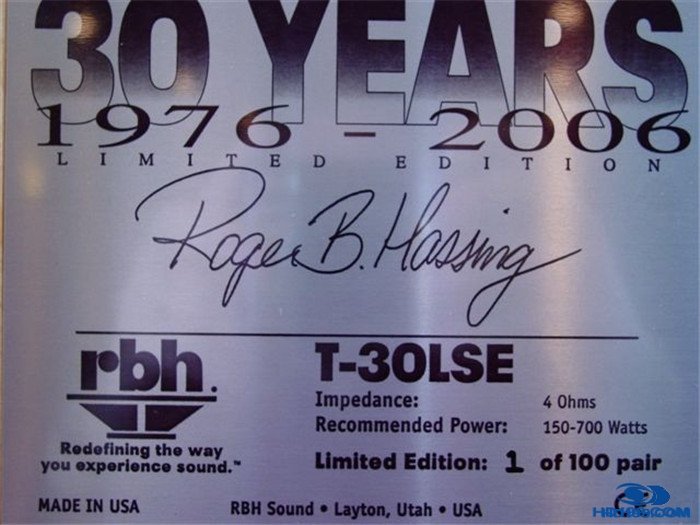 30 YEARS
1976 - 2006
LIMITED EDITION
Roger B. Hassing
rbh.
T-30LSE
Impedance: 4 Ohms
Recommended Power: 150-700 Watts
Redefining the way
you experience sound.™
Limited Edition: 1 of 100 pair
MADE IN USA
RBH Sound • Layton, Utah • USA